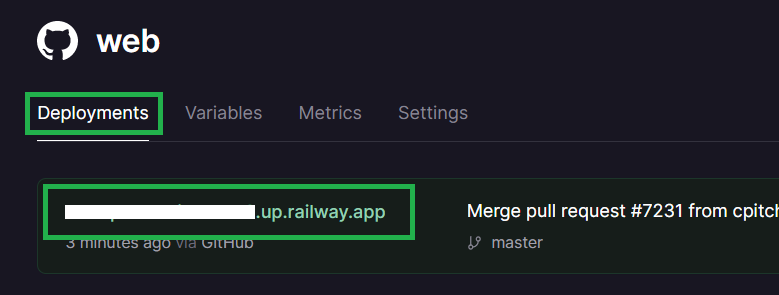 web
Deployments Variables Metrics Settings
.up.railway.app
Merge pull request #7231 from cpitch
3 minutes ago via GitHub
master